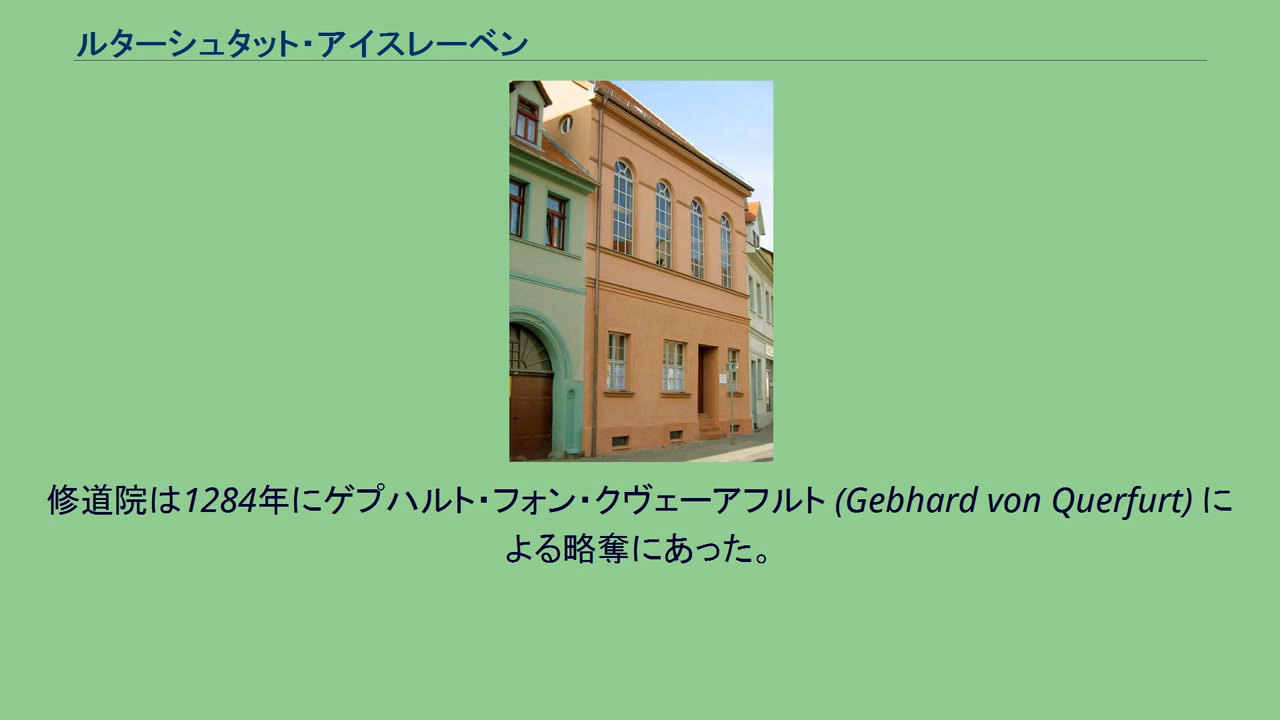 ルターシュタット・アイスレーベン
修道院は1284年にゲプハルト・フォン・クヴェーアフルト (Gebhard von Querfurt) に
よる略奪にあった。